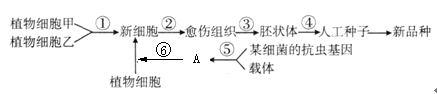 植物细胞甲
植物细胞乙
① 新细胞 ② 愈伤组织 ③ 胚状体 ④ 人工种子 新品种
⑥ A ⑤ 某细菌的抗虫基因
载体
植物细胞